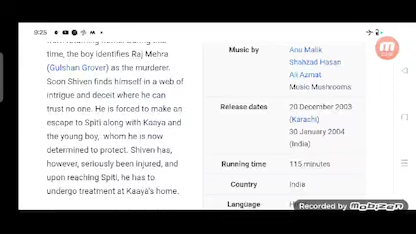 9:25
time, the boy identifies Raj Mehra
(Gulshan Grover) as the murderer.
Soon Shiven finds himself in a web of
intrigue and deceit where he can
trust no one. He is forced to make an
escape to Spiti along with Kaaya and
the young boy, whom he is now
determined to protect. Shiven has,
however, seriously been injured, and
upon reaching Spiti, he has to
undergo treatment at Kaaya's home.
Music by
Anu Malik
Shahzad Hasan
Ali Azmat
Music Mushrooms
Release dates
20 December 2003
(Karachi)
30 January 2004
(India)
Running time
115 minutes
Country
India
Language
Recorded by
Mobizen